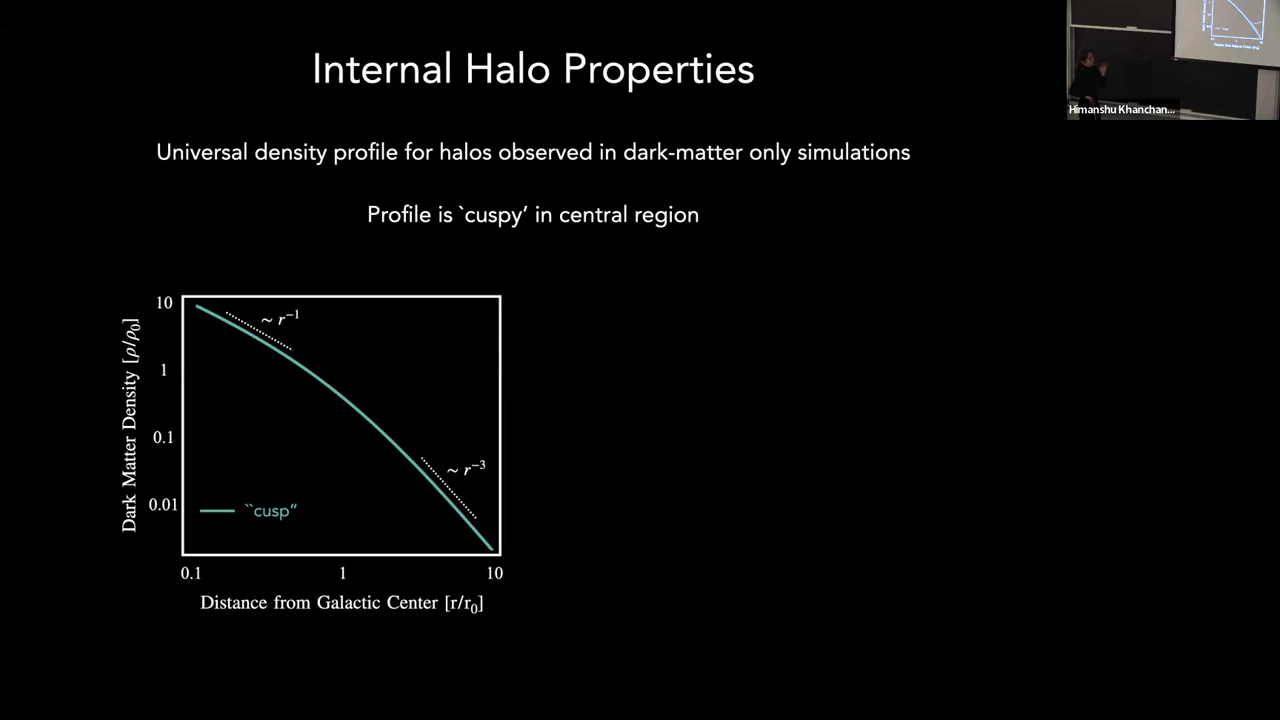 Internal Halo Properties
Universal density profile for halos observed in dark-matter only simulations
Profile is `cuspy' in central region
Dark Matter Density [ρ/ρ₀]
10
1
0.1
0.01
~ r⁻¹
~ r⁻³
``cusp"
0.1 1 10
Distance from Galactic Center [r/r₀]
Himanshu Khanchan...